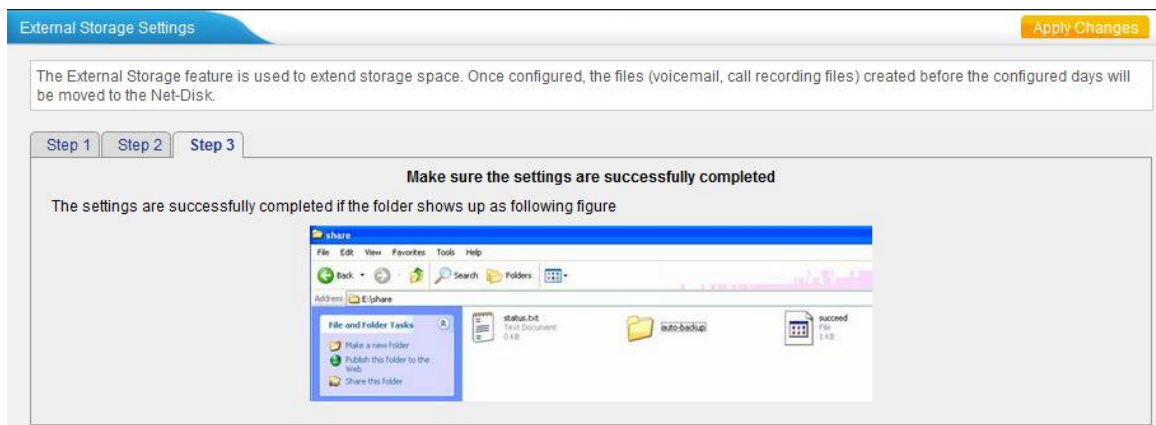 External Storage Settings
Apply Changes
The External Storage feature is used to extend storage space. Once configured, the files (voicemail, call recording files) created before the configured days will
be moved to the Net-Disk.
Step 1 Step 2 Step 3
Make sure the settings are successfully completed
The settings are successfully completed if the folder shows up as following figure
share
File Edit View Favorites Tools Help
Back Search Folders
Address E:\share
File and Folder Tasks
Make a new folder
Publish this folder to the
Web
Share this folder
status.txt
Text Document
0 KB
auto-backup
succeed
File
1 KB